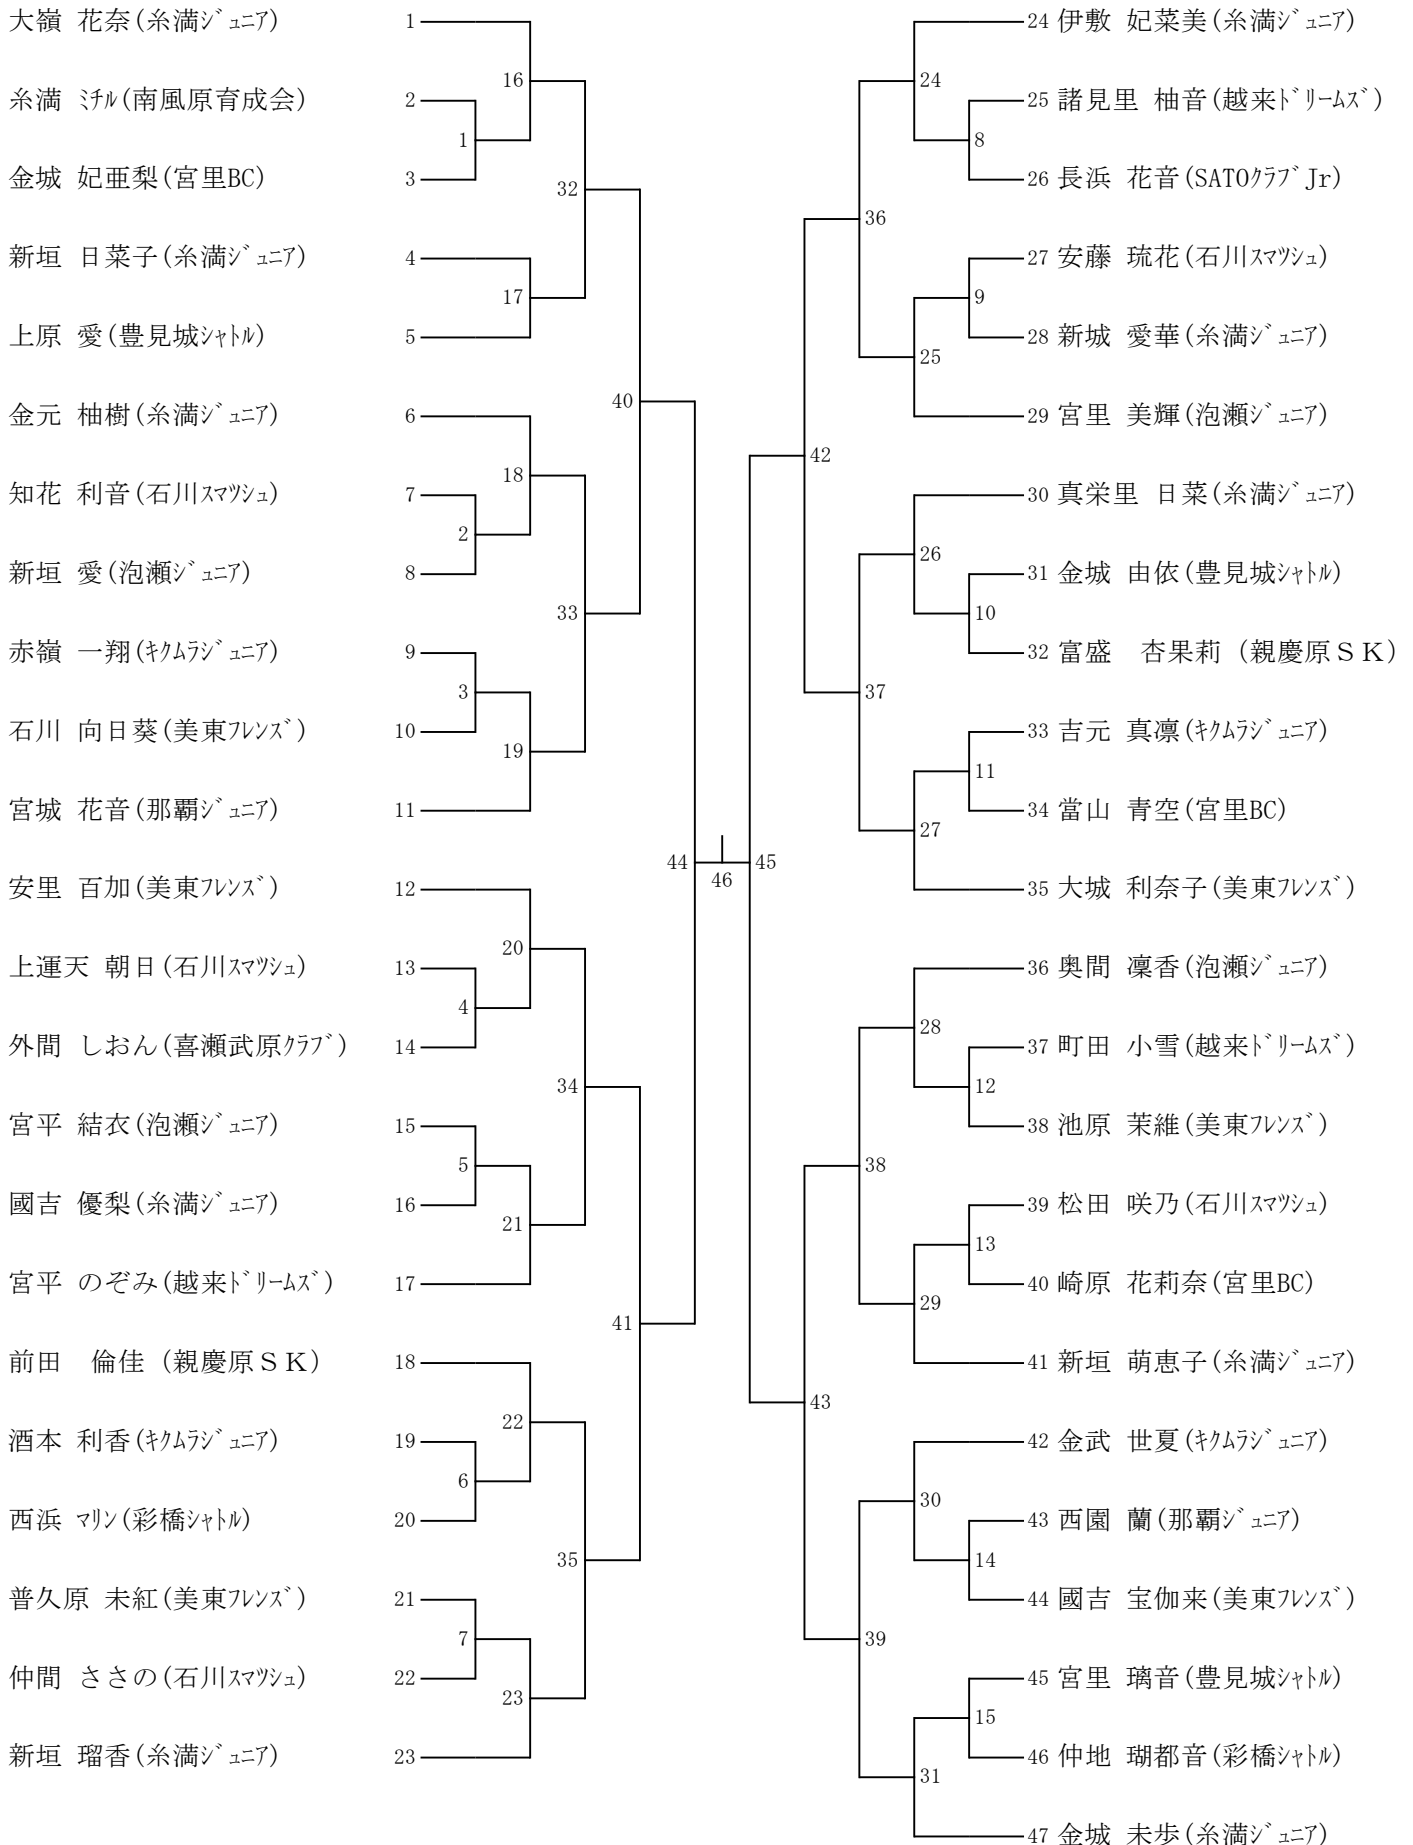 大嶺 花奈(糸満ｼﾞｭﾆｱ) 1
糸満 ﾐﾁﾙ(南風原育成会) 2
金城 妃亜梨(宮里BC) 3
新垣 日菜子(糸満ｼﾞｭﾆｱ) 4
上原 愛(豊見城ｼｬﾄﾙ) 5
金元 柚樹(糸満ｼﾞｭﾆｱ) 6
知花 利音(石川ｽﾏｯｼｭ) 7
新垣 愛(泡瀬ｼﾞｭﾆｱ) 8
赤嶺 一翔(ｷｸﾑﾗｼﾞｭﾆｱ) 9
石川 向日葵(美東ﾌﾚﾝｽﾞ) 10
宮城 花音(那覇ｼﾞｭﾆｱ) 11
安里 百加(美東ﾌﾚﾝｽﾞ) 12
上運天 朝日(石川ｽﾏｯｼｭ) 13
外間 しおん(喜瀬武原ｸﾗﾌﾞ) 14
宮平 結衣(泡瀬ｼﾞｭﾆｱ) 15
國吉 優梨(糸満ｼﾞｭﾆｱ) 16
宮平 のぞみ(越来ﾄﾞﾘｰﾑｽﾞ) 17
前田　倫佳（親慶原ＳＫ） 18
酒本 利香(ｷｸﾑﾗｼﾞｭﾆｱ) 19
西浜 ﾏﾘﾝ(彩橋ｼｬﾄﾙ) 20
普久原 未紅(美東ﾌﾚﾝｽﾞ) 21
仲間 ささの(石川ｽﾏｯｼｭ) 22
新垣 瑠香(糸満ｼﾞｭﾆｱ) 23
1
2
3
4
5
6
7
16
17
18
19
20
21
22
23
32
33
34
35
40
41
44
46
45
42
43
36
37
38
39
24
25
26
27
28
29
30
31
8
9
10
11
12
13
14
15
24 伊敷 妃菜美(糸満ｼﾞｭﾆｱ)
25 諸見里 柚音(越来ﾄﾞﾘｰﾑｽﾞ)
26 長浜 花音(SATOｸﾗﾌﾞJr)
27 安藤 琉花(石川ｽﾏｯｼｭ)
28 新城 愛華(糸満ｼﾞｭﾆｱ)
29 宮里 美輝(泡瀬ｼﾞｭﾆｱ)
30 真栄里 日菜(糸満ｼﾞｭﾆｱ)
31 金城 由依(豊見城ｼｬﾄﾙ)
32 富盛　杏果莉（親慶原ＳＫ）
33 吉元 真凛(ｷｸﾑﾗｼﾞｭﾆｱ)
34 當山 青空(宮里BC)
35 大城 利奈子(美東ﾌﾚﾝｽﾞ)
36 奥間 凜香(泡瀬ｼﾞｭﾆｱ)
37 町田 小雪(越来ﾄﾞﾘｰﾑｽﾞ)
38 池原 茉維(美東ﾌﾚﾝｽﾞ)
39 松田 咲乃(石川ｽﾏｯｼｭ)
40 崎原 花莉奈(宮里BC)
41 新垣 萌恵子(糸満ｼﾞｭﾆｱ)
42 金武 世夏(ｷｸﾑﾗｼﾞｭﾆｱ)
43 西園 蘭(那覇ｼﾞｭﾆｱ)
44 國吉 宝伽来(美東ﾌﾚﾝｽﾞ)
45 宮里 璃音(豊見城ｼｬﾄﾙ)
46 仲地 瑚都音(彩橋ｼｬﾄﾙ)
47 金城 未歩(糸満ｼﾞｭﾆｱ)